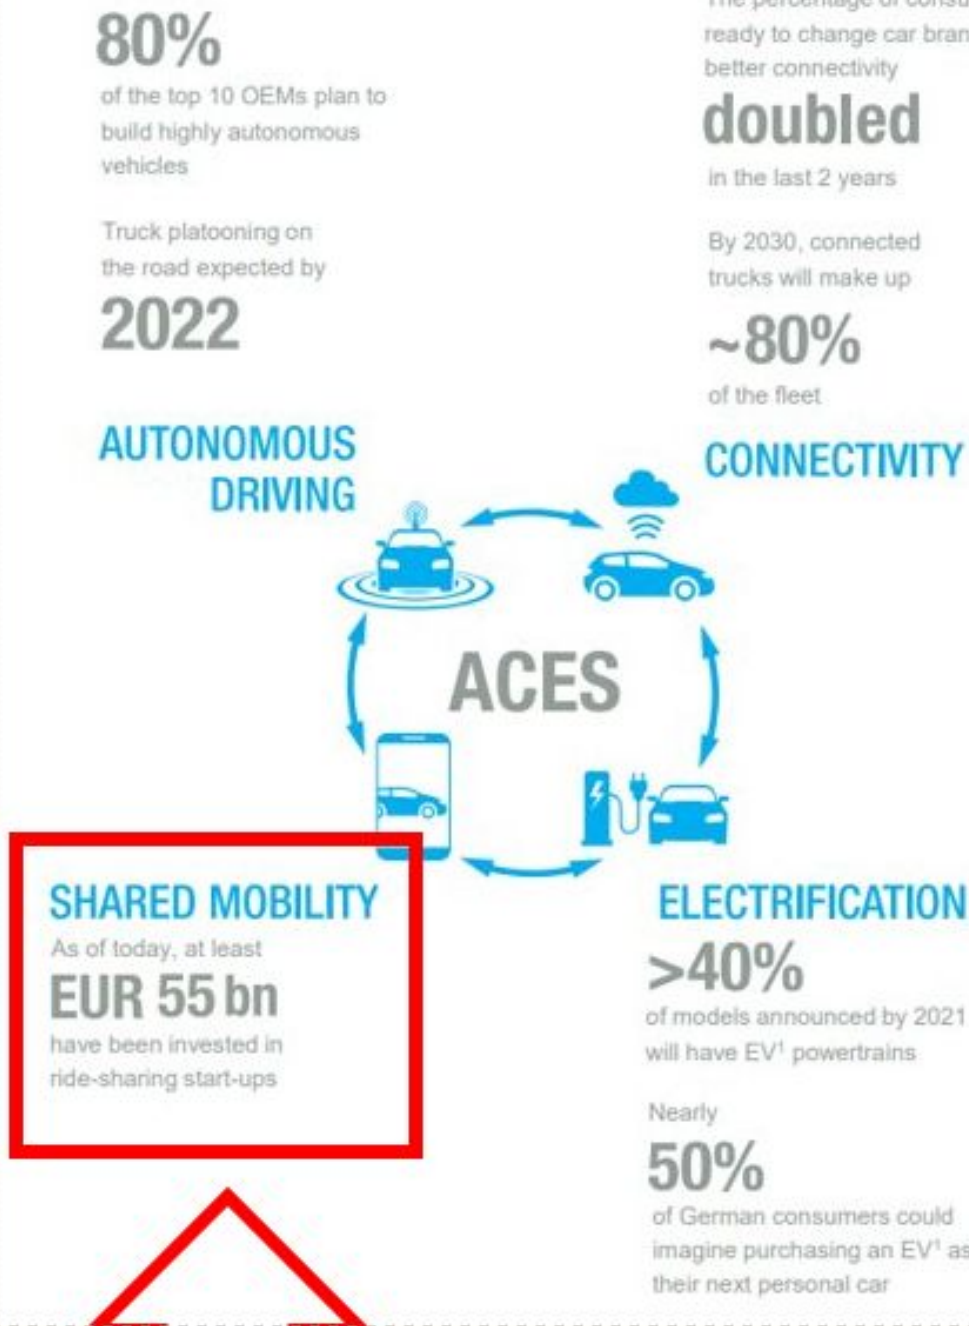 80%
of the top 10 OEMs plan to
build highly autonomous
vehicles
Truck platooning on
the road expected by
2022
AUTONOMOUS
DRIVING
The percentage of
ready to change car
better connectivity
doubled
in the last 2 years
By 2030, connected
trucks will make up
~80%
of the fleet
CONNECTIVITY
ACES
SHARED MOBILITY
As of today, at least
EUR 55 bn
have been invested in
ride-sharing start-ups
ELECTRIFICATION
>40%
of models announced by 2021
will have EV¹ powertrains
Nearly
50%
of German consumers could
imagine purchasing an EV¹ as
their next personal car